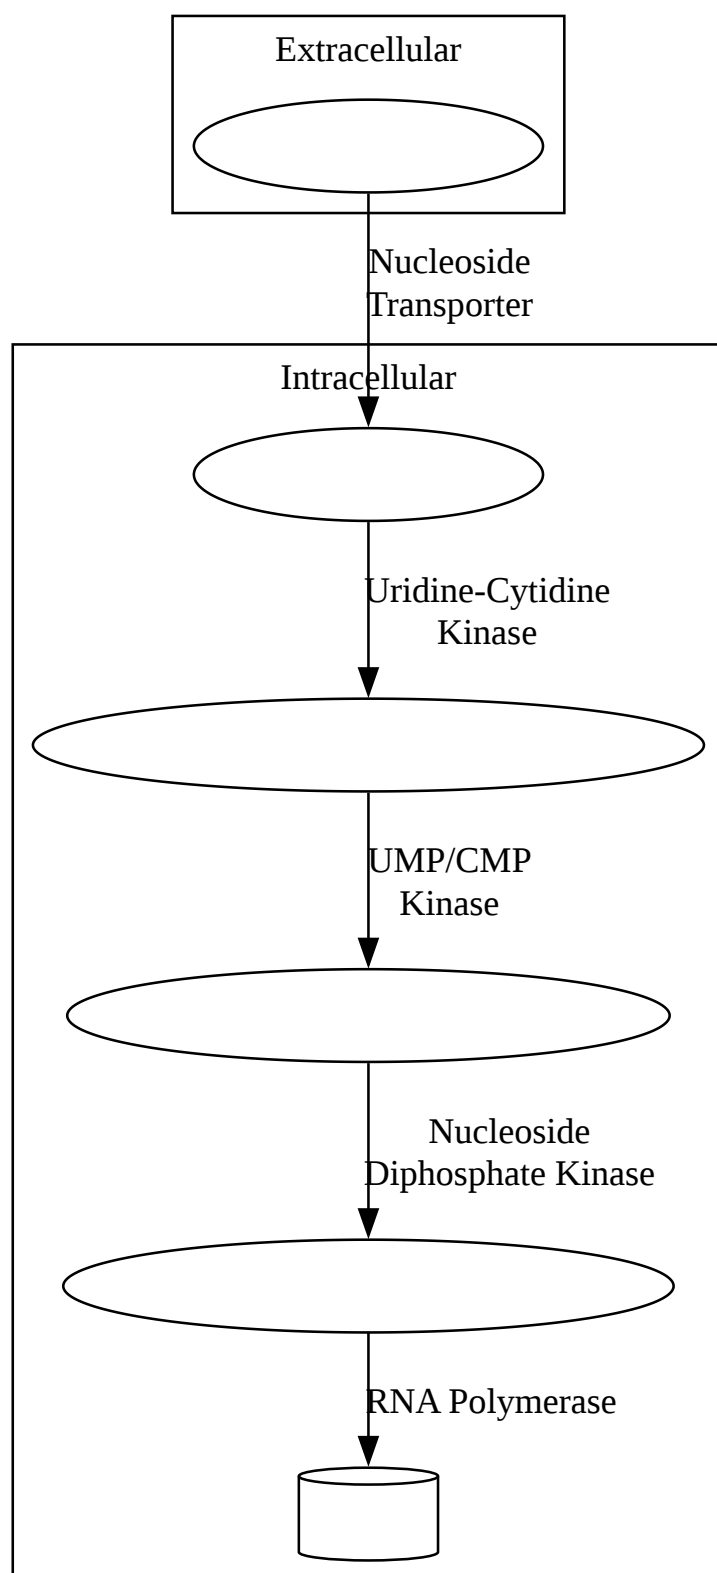 Extracellular
Nucleoside
Transporter
Intracellular
Uridine-Cytidine
Kinase
UMP/CMP
Kinase
Nucleoside
Diphosphate Kinase
RNA Polymerase